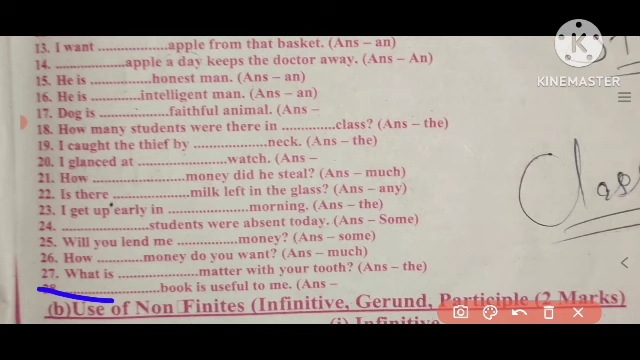 13. I want ..................apple from that basket. (Ans – an)
14. ..................apple a day keeps the doctor away. (Ans – An)
15. He is ................honest man. (Ans – an)
16. He is ................intelligent man. (Ans – an)
17. Dog is ..................faithful animal. (Ans –
18. How many students were there in ..............class? (Ans – the)
19. I caught the thief by ...................neck. (Ans – the)
20. I glanced at .......................watch. (Ans –
21. How ........................money did he steal? (Ans – much)
22. Is there ....................milk left in the glass? (Ans – any)
23. I get up early in .....................morning. (Ans – the)
24. ......................students were absent today. (Ans – Some)
25. Will you lend me ................money? (Ans – some)
26. How .............money do you want? (Ans – much)
27. What is .....................matter with your tooth? (Ans – the)
28. ........................book is useful to me. (Ans –
(b)Use of Non Finites (Infinitive, Gerund, Participle (2 Marks)
(i) Infinitive
Class
K
KINEMASTER